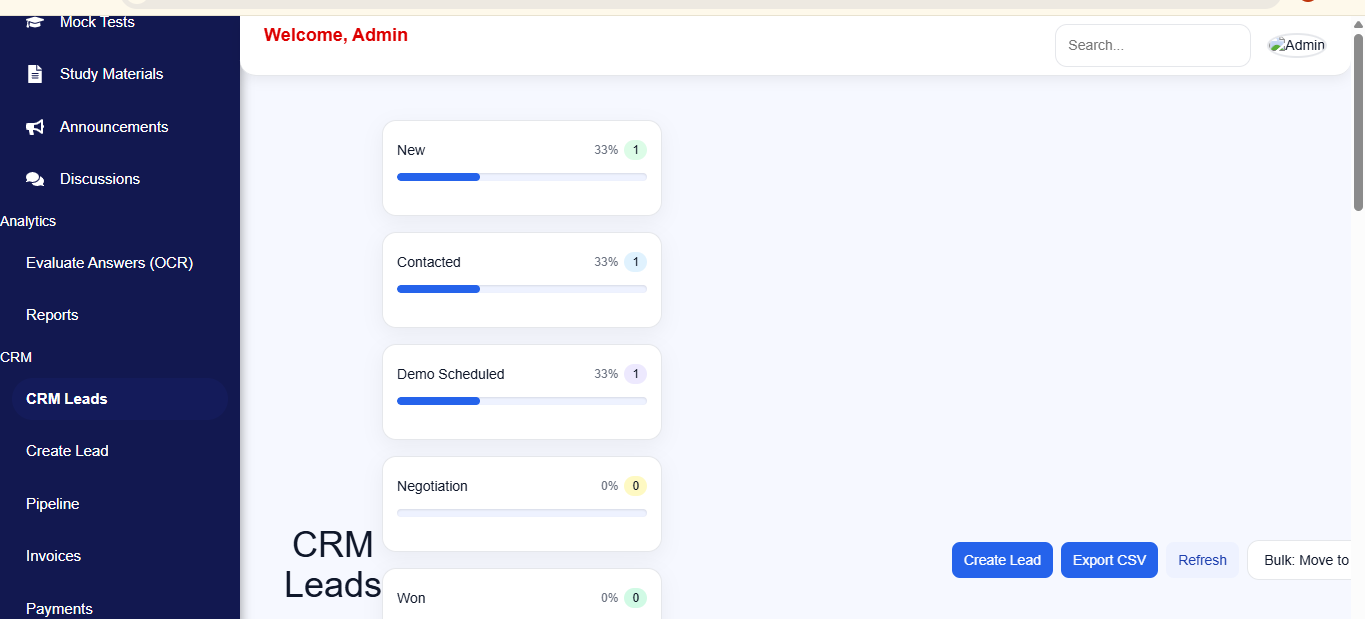 Mock Tests
Study Materials
Announcements
Discussions
Analytics
Evaluate Answers (OCR)
Reports
CRM
CRM Leads
Create Lead
Pipeline
Invoices
Payments
Welcome, Admin
Search...
Admin
New 33% 1
Contacted 33% 1
Demo Scheduled 33% 1
Negotiation 0% 0
Won 0% 0
CRM
Leads
Create Lead Export CSV Refresh Bulk: Move to